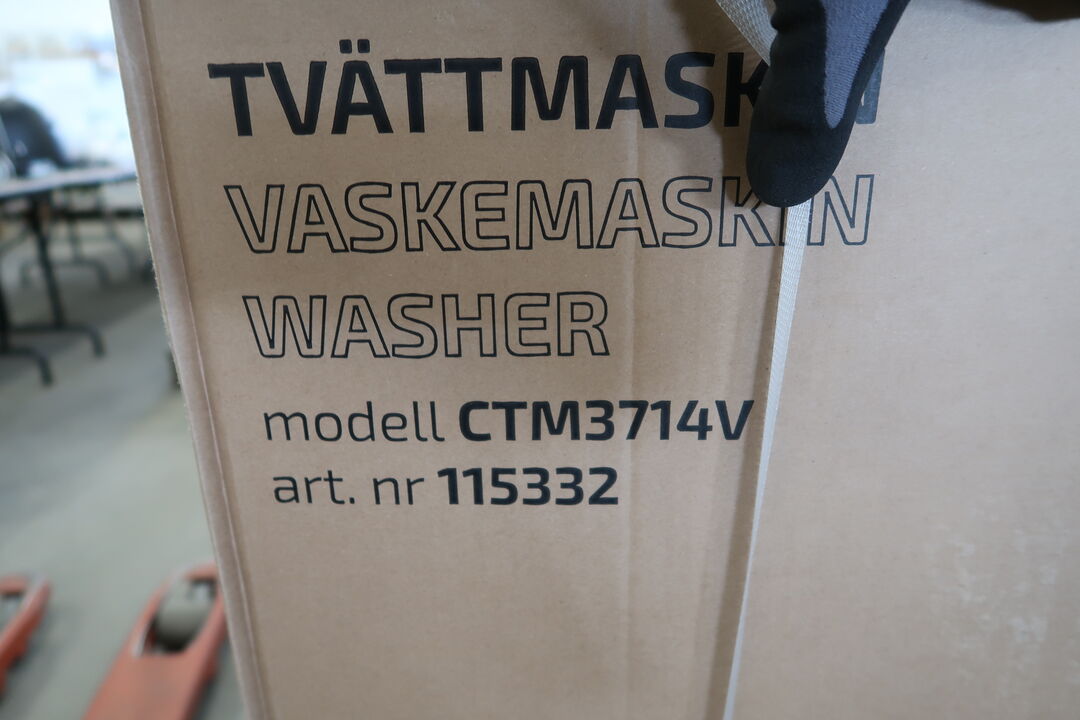 TVÄTTMASKIN
VASKEMASKIN
WASHER
modell CTM3714V
art. nr 115332